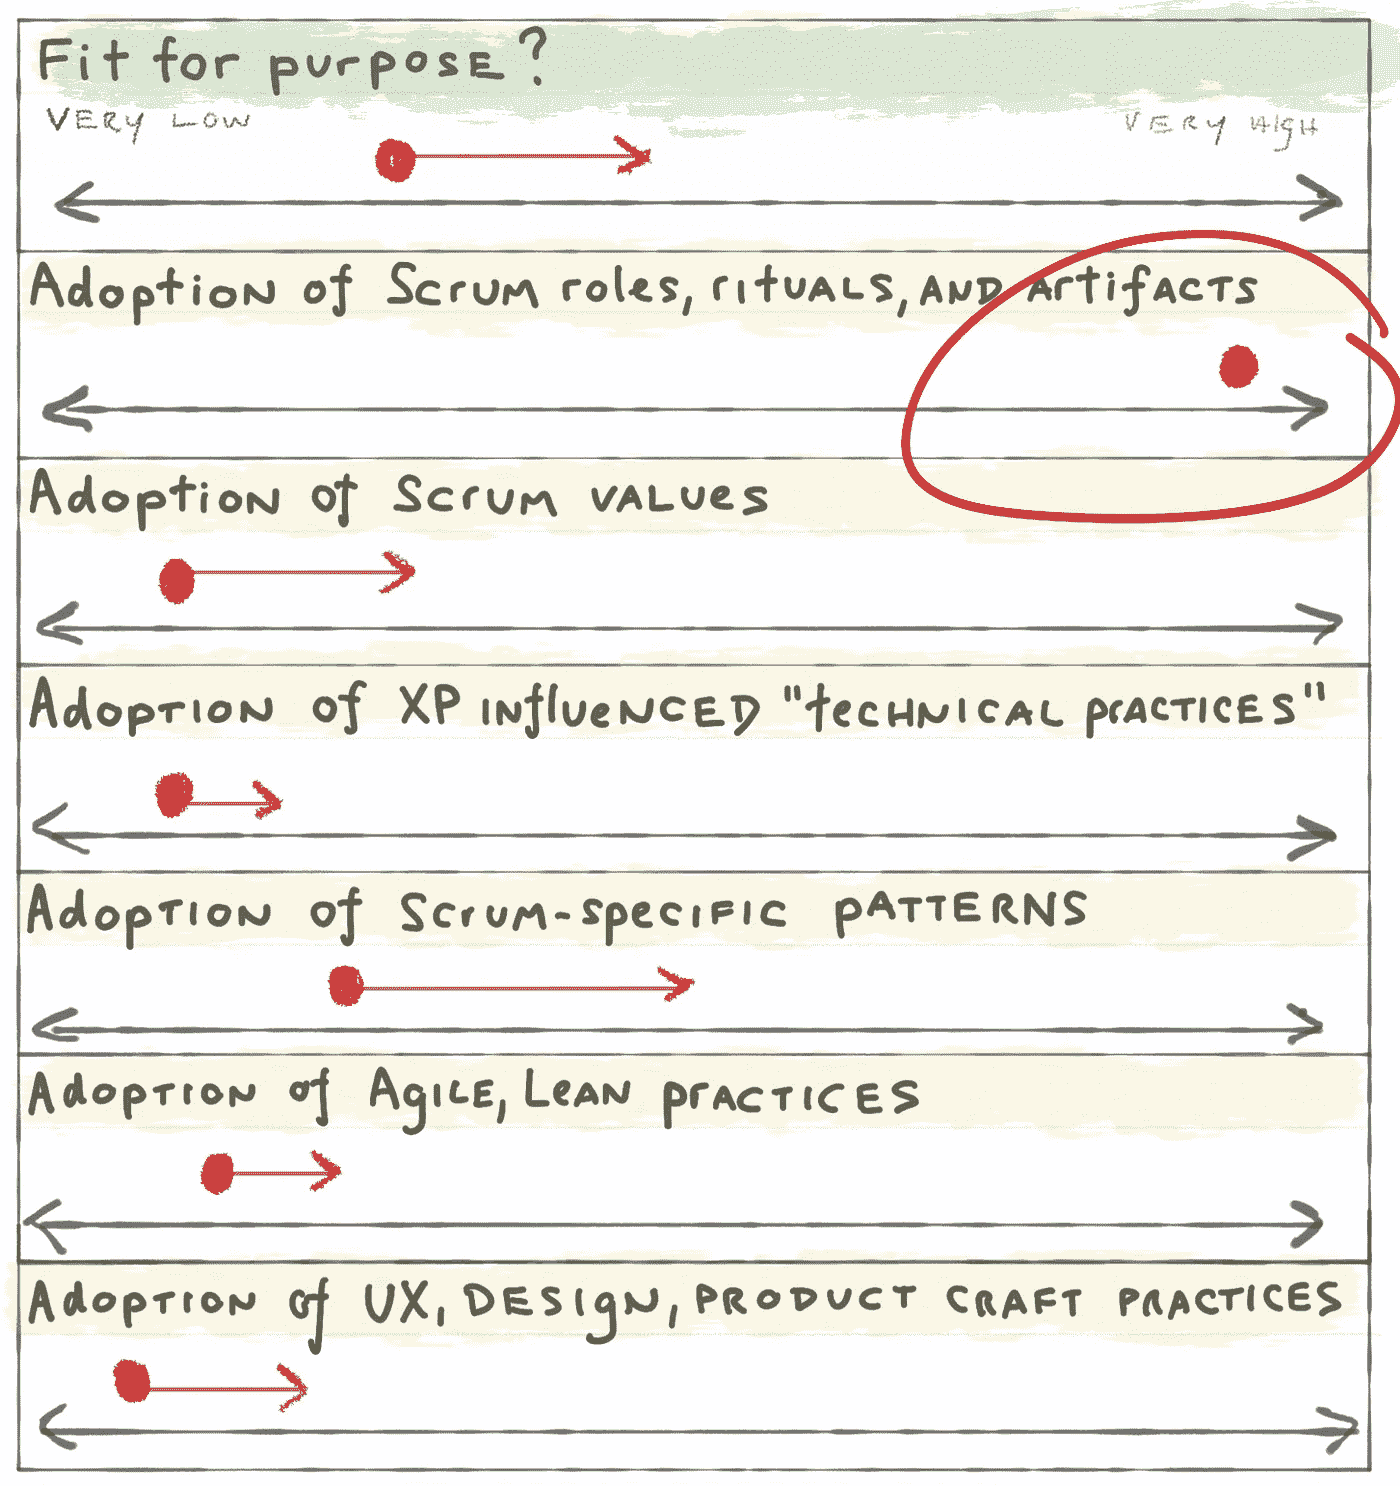 Fit for purpose?
VERY LOW
VERY HIgH
Adoption of Scrum roles, rituals, AND ArtifACTS
Adoption of Scrum values
Adoption of XP influenced "technical practices"
Adoption of Scrum-specific patterns
Adoption of Agile, Lean practices
Adoption of UX, Design, product craft practices